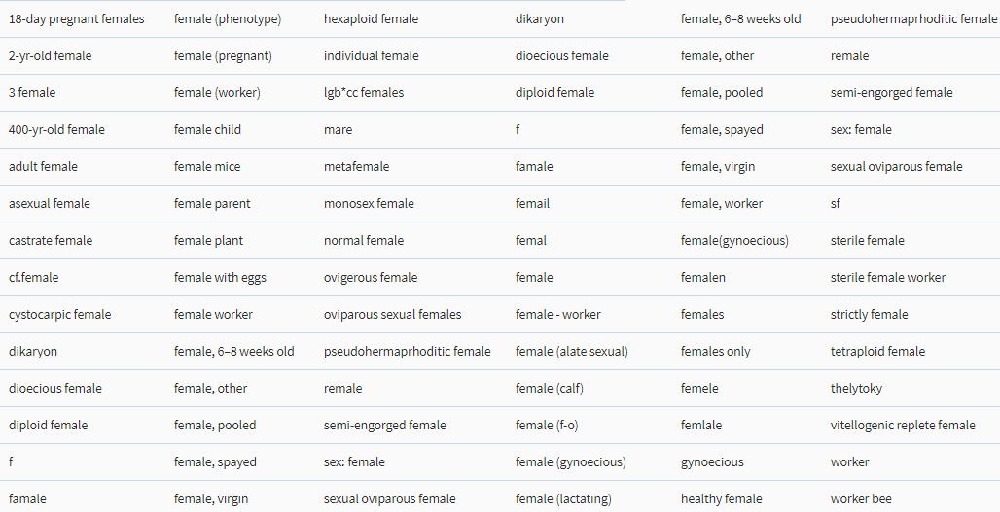 18-day pregnant females female (phenotype) hexaploid female dikaryon female, 6–8 weeks old pseudohermaprhoditic female
2-yr-old female female (pregnant) individual female dioecious female female, other remale
3 female female (worker) lgb*cc females diploid female female, pooled semi-engorged female
400-yr-old female female child mare f female, spayed sex: female
adult female female mice metafemale famale female, virgin sexual oviparous female
asexual female female parent monosex female femail female, worker sf
castrate female female plant normal female femal female(gynoecious) sterile female
cf.female female with eggs ovigerous female female femalen sterile female worker
cystocarpic female female worker oviparous sexual females female - worker females strictly female
dikaryon female, 6–8 weeks old pseudohermaprhoditic female female (alate sexual) females only tetraploid female
dioecious female female, other remale female (calf) femele thelytoky
diploid female female, pooled semi-engorged female female (f-o) femlale vitellogenic replete female
f female, spayed sex: female female (gynoecious) gynoecious worker
famale female, virgin sexual oviparous female female (lactating) healthy female worker bee